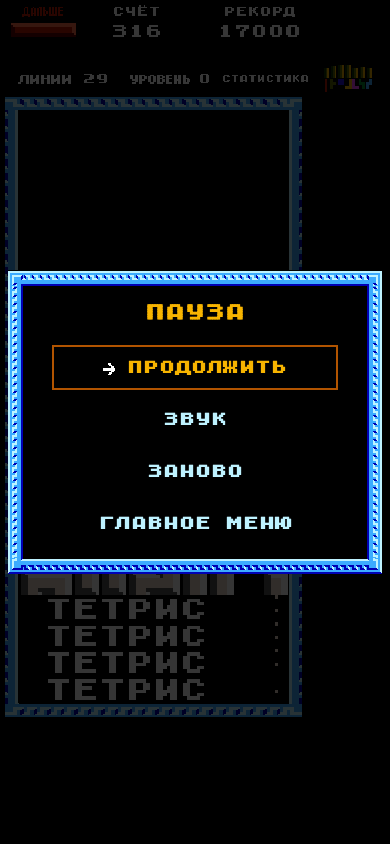 ДАЛЬШЕ СЧЁТ РЕКОРД
316 17000
ЛИНИИ 29 УРОВЕНЬ 0 СТАТИСТИКА
ПАУЗА
→ ПРОДОЛЖИТЬ
ЗВУК
ЗАНОВО
ГЛАВНОЕ МЕНЮ
ТЕТРИС
ТЕТРИС
ТЕТРИС
ТЕТРИС